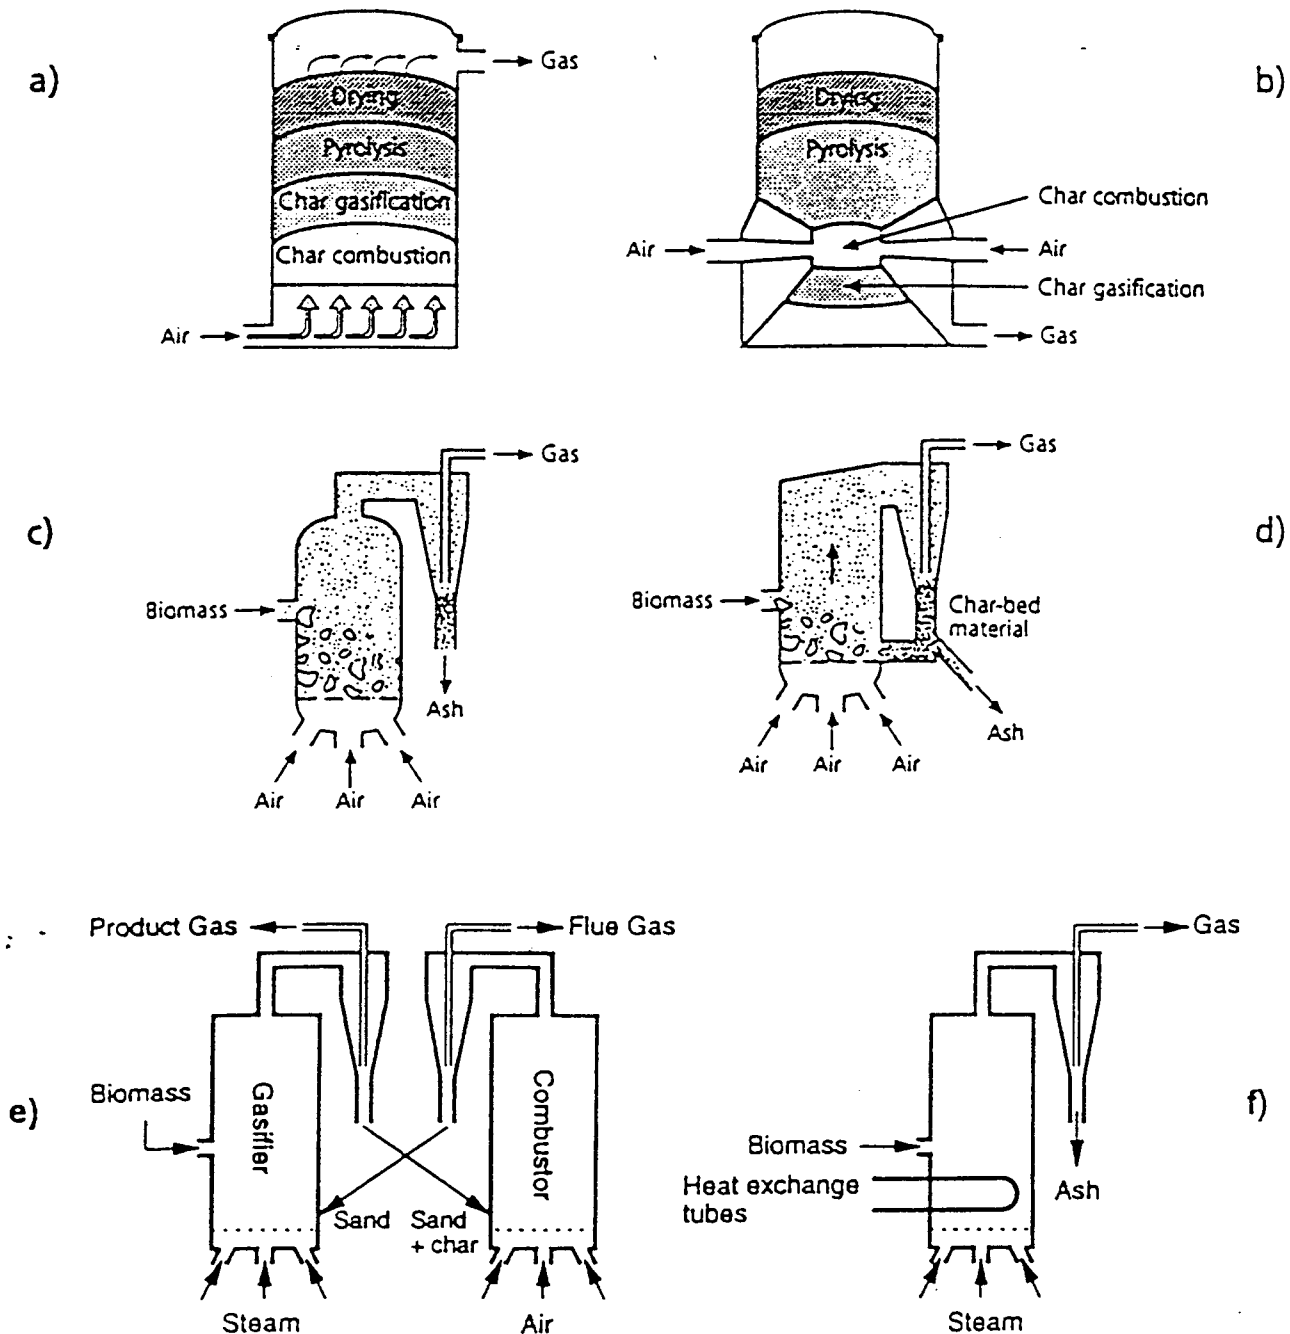 a)
Gas
Drying
Pyrolysis
Char gasification
Char combustion
Air
b)
Drying
Pyrolysis
Char combustion
Air
Air
Char gasification
Gas
c)
Gas
Biomass
Ash
Air
Air
Air
d)
Gas
Biomass
Char-bed
material
Ash
Air
Air
Air
e)
Product Gas
Flue Gas
Biomass
Gasifier
Combustor
Sand
Sand
+ char
Steam
Air
f)
Gas
Biomass
Heat exchange
tubes
Ash
Steam